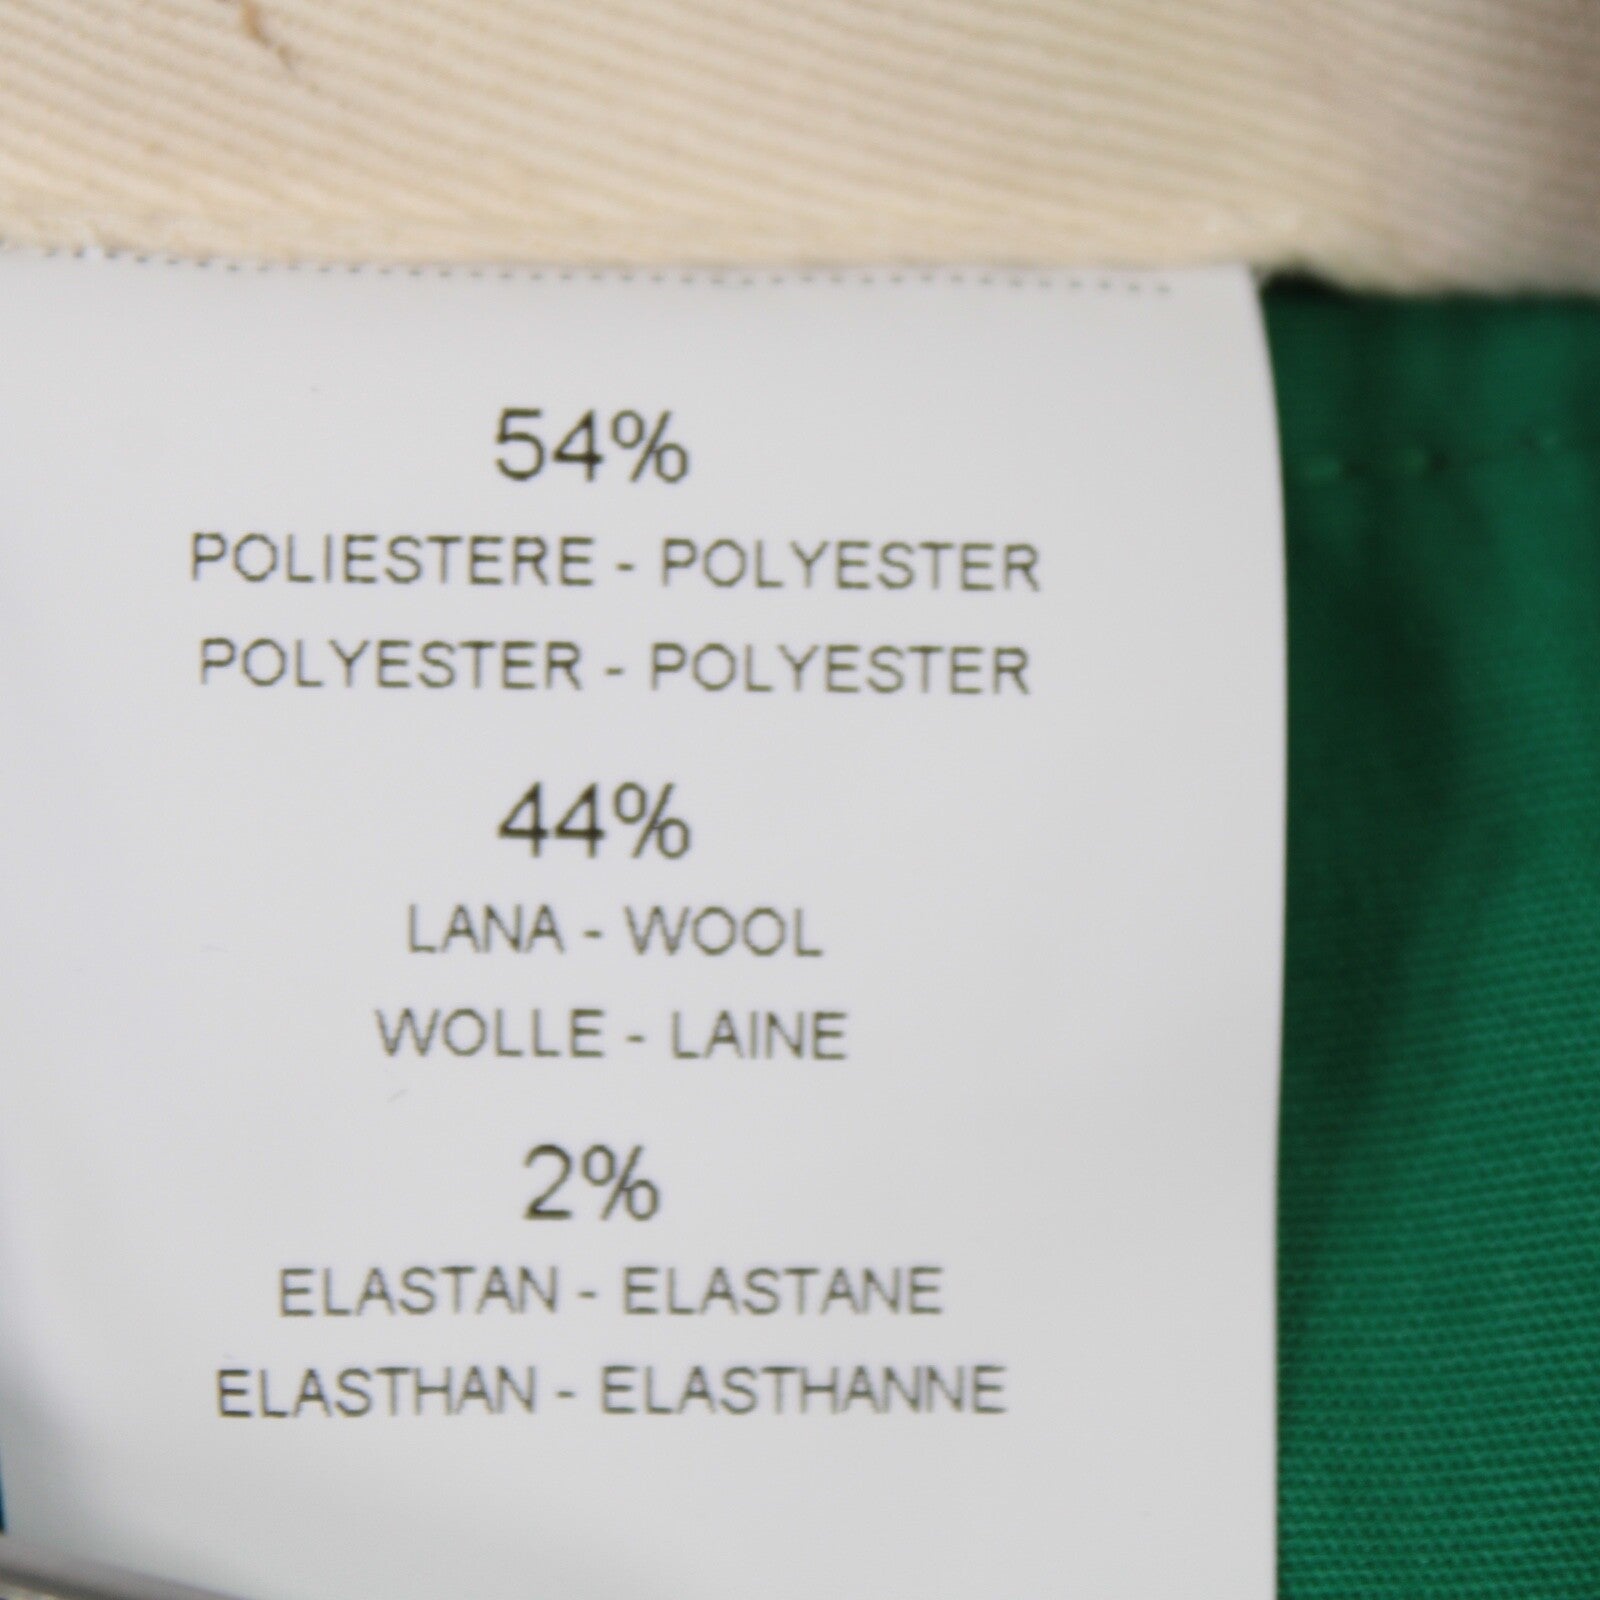 54%
POLIESTERE - POLYESTER
POLYESTER - POLYESTER
44%
LANA - WOOL
WOLLE - LAINE
2%
ELASTAN - ELASTANE
ELASTHAN - ELASTHANNE